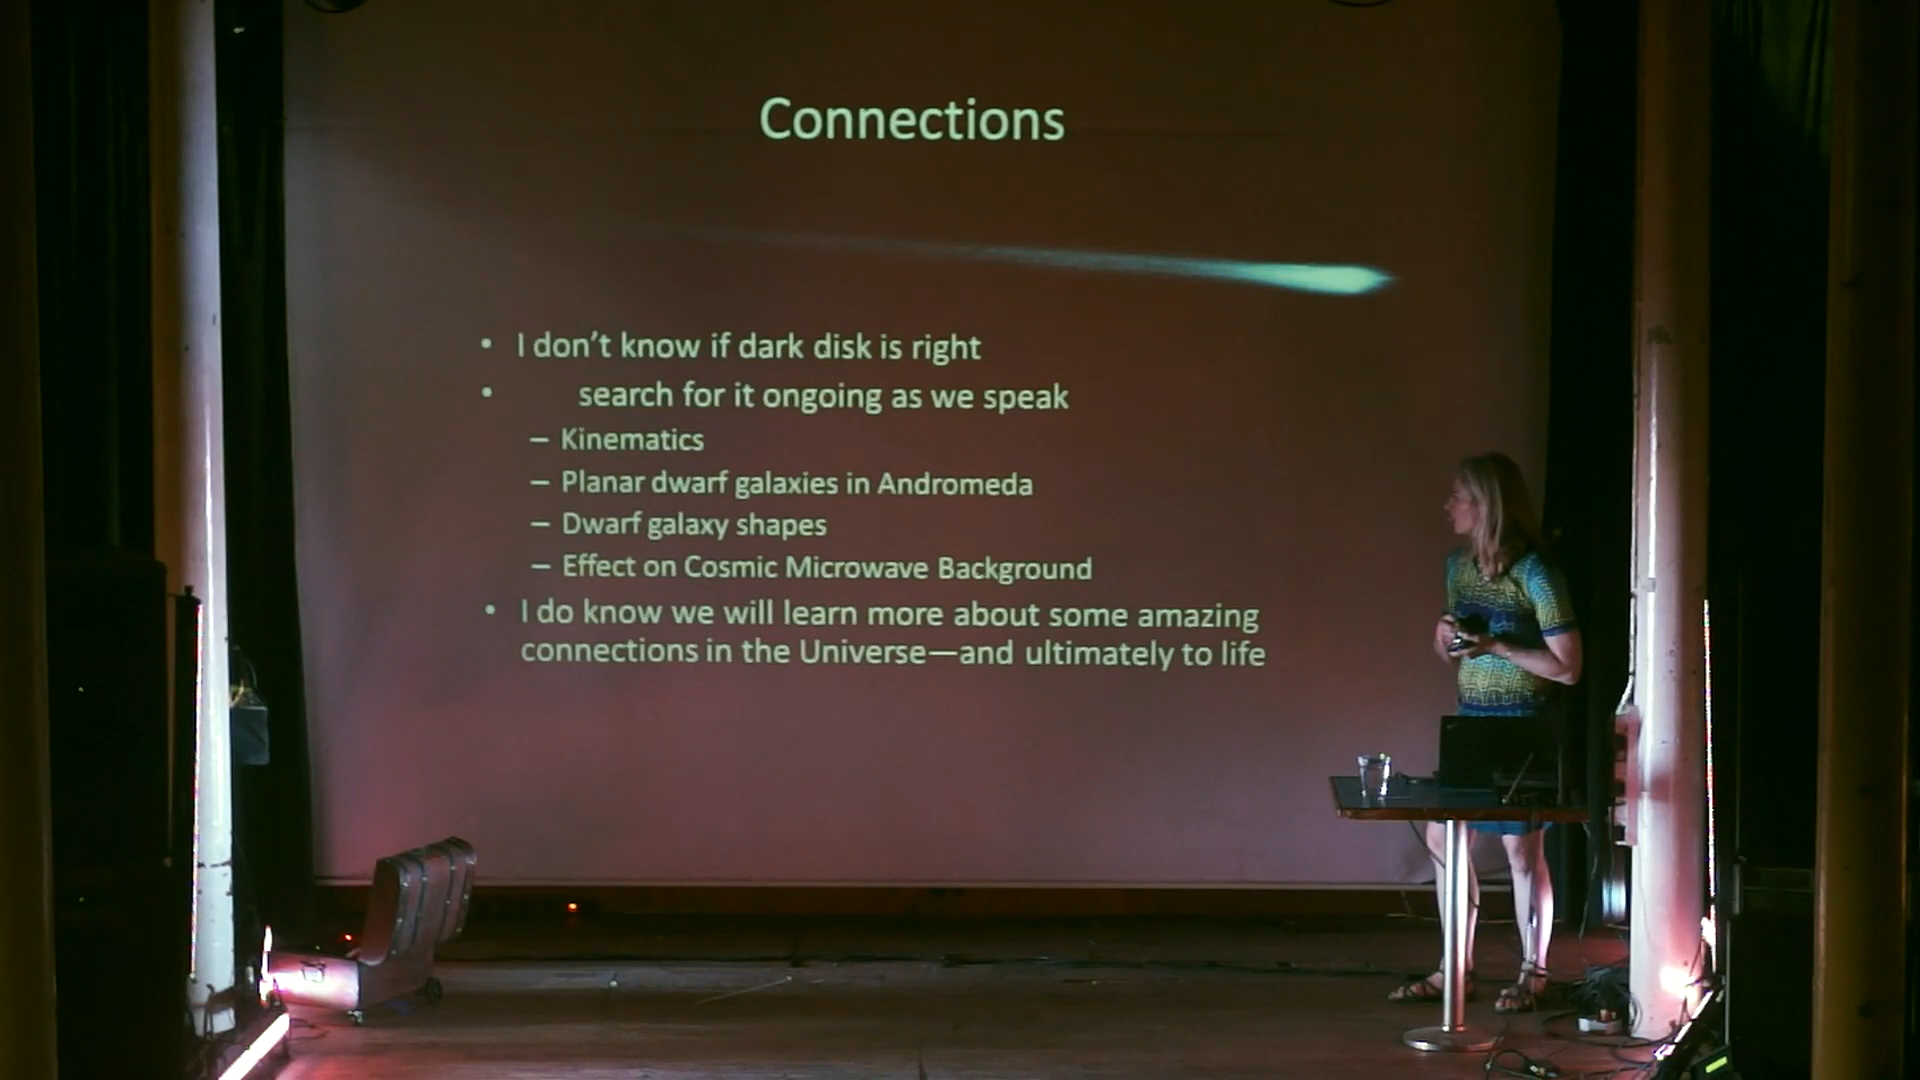 Connections
• I don't know if dark disk is right
• search for it ongoing as we speak
– Kinematics
– Planar dwarf galaxies in Andromeda
– Dwarf galaxy shapes
– Effect on Cosmic Microwave Background
• I do know we will learn more about some amazing
connections in the Universe—and ultimately to life